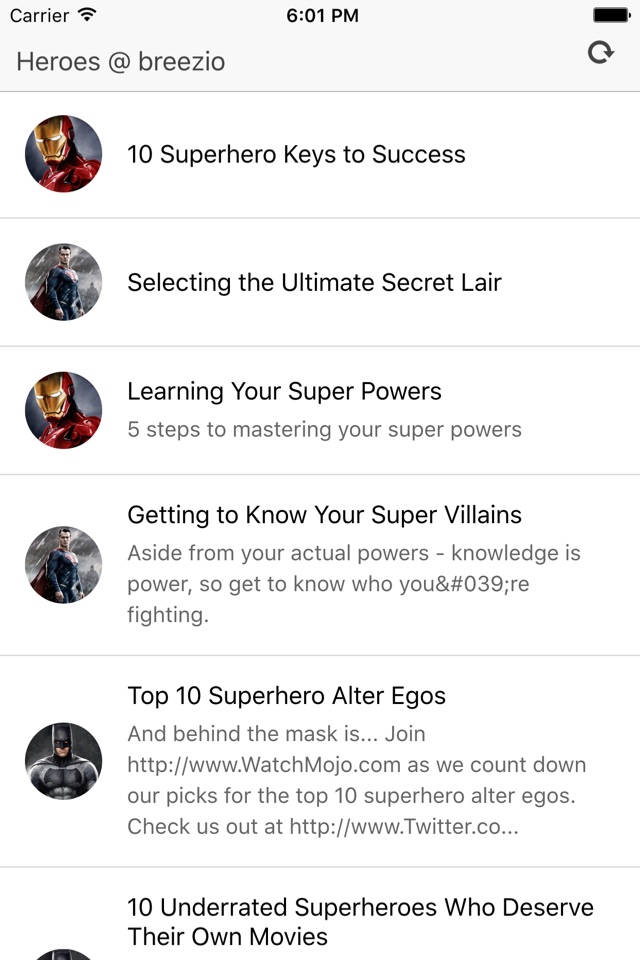 Carrier 6:01 PM
Heroes @ breezio
10 Superhero Keys to Success
Selecting the Ultimate Secret Lair
Learning Your Super Powers
5 steps to mastering your super powers
Getting to Know Your Super Villains
Aside from your actual powers - knowledge is
power, so get to know who you&#039;re
fighting.
Top 10 Superhero Alter Egos
And behind the mask is... Join
http://www.WatchMojo.com as we count down
our picks for the top 10 superhero alter egos.
Check us out at http://www.Twitter.co...
10 Underrated Superheroes Who Deserve
Their Own Movies